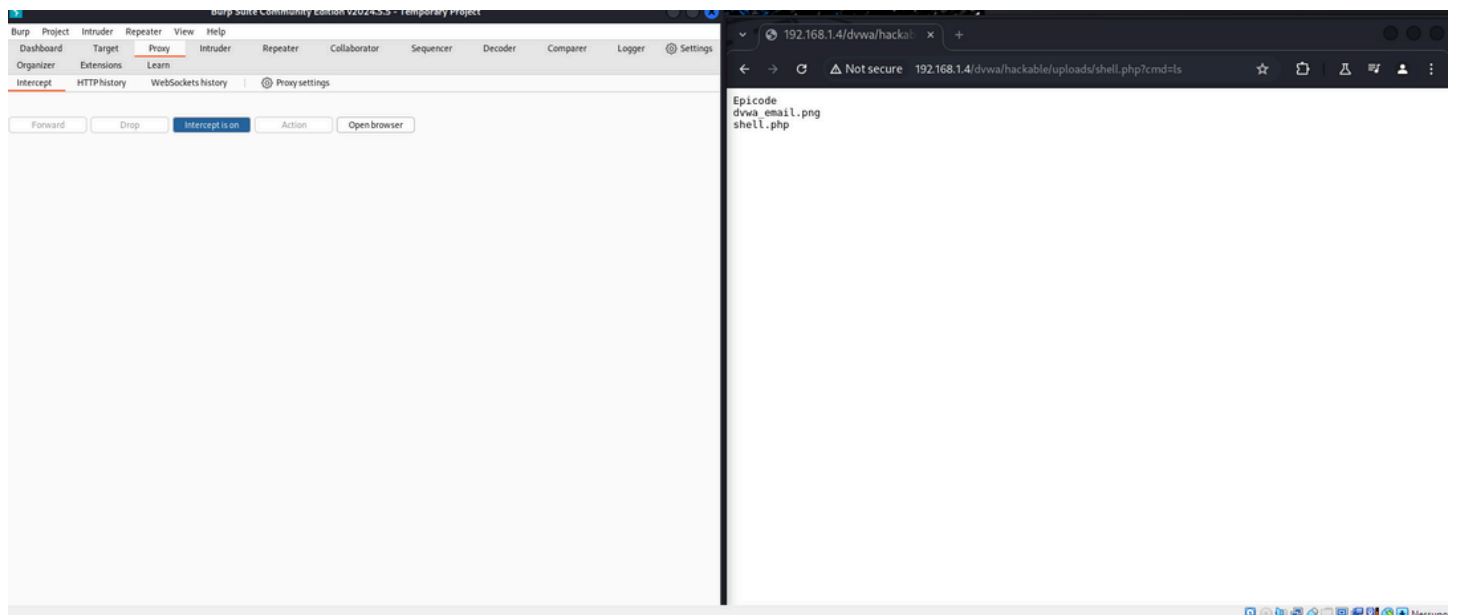 Burp Suite Community Edition v2024.5.5 - Temporary Project
Burp Project Intruder Repeater View Help
Dashboard Target Proxy Intruder Repeater Collaborator Sequencer Decoder Comparer Logger Settings
Organizer Extensions Learn
Intercept HTTP history WebSockets history Proxy settings
Forward Drop Intercept is on Action Open browser
192.168.1.4/dvwa/hackab
Not secure 192.168.1.4/dvwa/hackable/uploads/shell.php?cmd=ls
Epicode
dvwa_email.png
shell.php